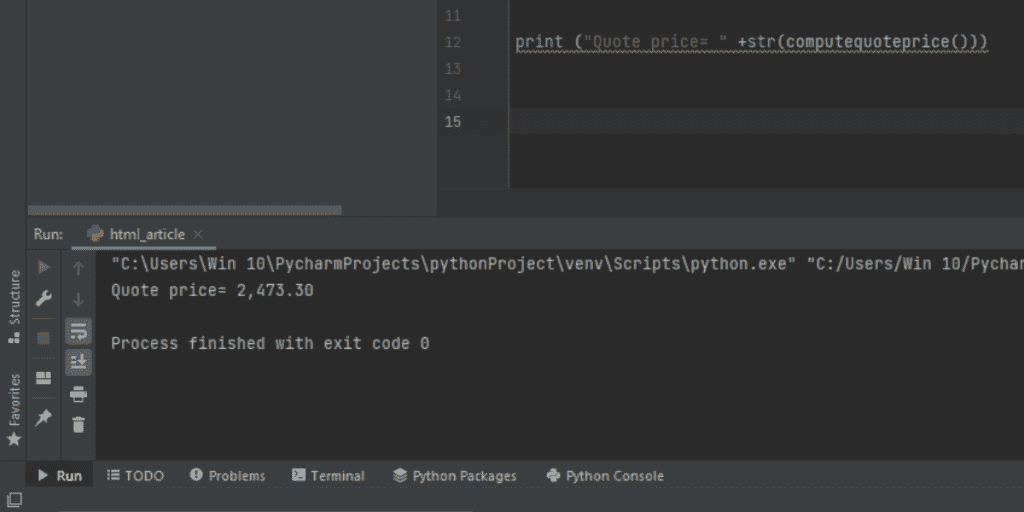 11
12 print ("Quote price= " +str(computequoteprice()))
13
14
15
Run: html_article
"C:\Users\Win 10\PycharmProjects\pythonProject\venv\Scripts\python.exe" "C:/Users/Win 10/Pychar
Quote price= 2,473.30
Process finished with exit code 0
Structure
Favorites
Run TODO Problems Terminal Python Packages Python Console